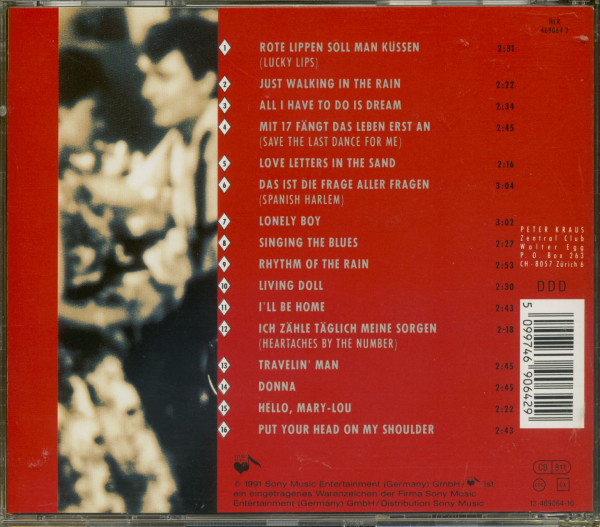 1 ROTE LIPPEN SOLL MAN KÜSSEN 2:31
(LUCKY LIPS)
2 JUST WALKING IN THE RAIN 2:22
3 ALL I HAVE TO DO IS DREAM 2:34
4 MIT 17 FÄNGT DAS LEBEN ERST AN 2:45
(SAVE THE LAST DANCE FOR ME)
5 LOVE LETTERS IN THE SAND 2:16
6 DAS IST DIE FRAGE ALLER FRAGEN 2:04
(SPANISH HARLEM)
7 LONELY BOY 3:02
8 SINGING THE BLUES 2:27
9 RHYTHM OF THE RAIN 2:53
10 LIVING DOLL 2:30
11 I'LL BE HOME 2:43
12 ICH ZÄHLE TÄGLICH MEINE SORGEN 2:18
(HEARTACHES BY THE NUMBER)
13 TRAVELIN' MAN 2:45
14 DONNA 2:45
15 HELLO, MARY-LOU 2:22
16 PUT YOUR HEAD ON MY SHOULDER 2:43
PETER KRAUS
Zentral Club
Walter Egg
P. O. Box 263
CH - 8057 Zürich 6
DDD
5 099746 906429
CB 811
© 1991 Sony Music Entertainment (Germany) GmbH /
ein eingetragenes Warenzeichen der Firma Sony Music
Entertainment (Germany) GmbH / Distribution Sony Music